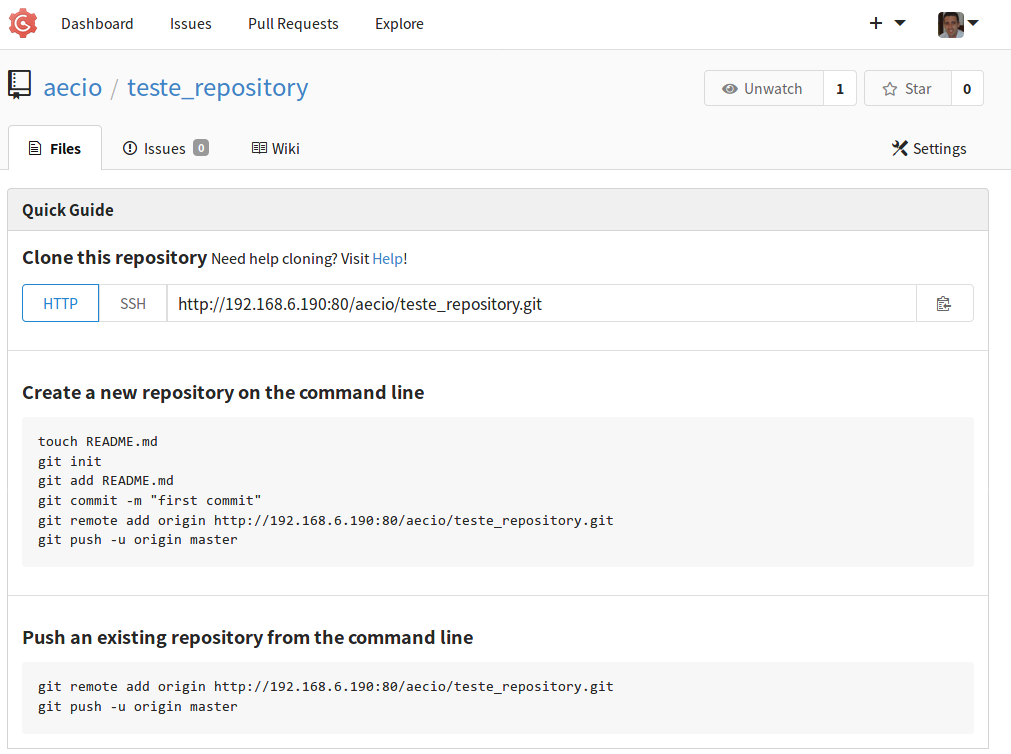 Dashboard Issues Pull Requests Explore +
aecio / teste_repository Unwatch 1 Star 0
Files Issues 0 Wiki Settings
Quick Guide
Clone this repository Need help cloning? Visit Help!
HTTP SSH http://192.168.6.190:80/aecio/teste_repository.git
Create a new repository on the command line
touch README.md
git init
git add README.md
git commit -m "first commit"
git remote add origin http://192.168.6.190:80/aecio/teste_repository.git
git push -u origin master
Push an existing repository from the command line
git remote add origin http://192.168.6.190:80/aecio/teste_repository.git
git push -u origin master